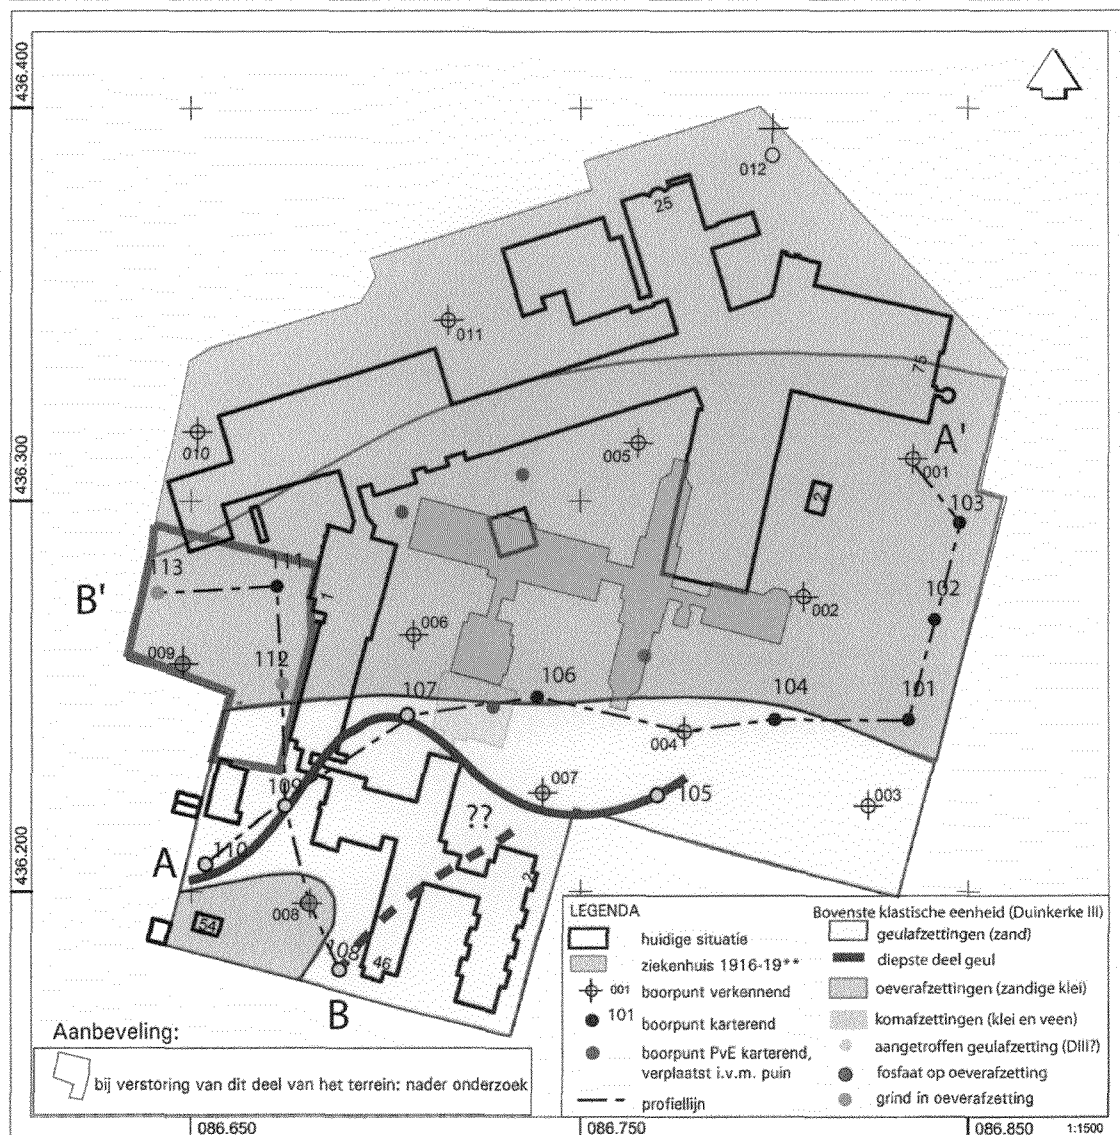 436.400
012
25
011
75
010
005
A'
001
436.300
2
103
113
111
B'
1
002
102
006
009
112
106
107
104
101
004
109
007
105
003
??
110
A
436.200
2
54
008
108
46
B
LEGENDA
huidige situatie
ziekenhuis 1916-19**
001 boorpunt verkennend
101 boorpunt karterend
boorpunt PvE karterend,
verplaatst i.v.m. puin
profiellijn
Bovenste klastische eenheid (Duinkerke III)
geulafzettingen (zand)
diepste deel geul
oeverafzettingen (zandige klei)
komafzettingen (klei en veen)
aangetroffen geulafzetting (DIII?)
fosfaat op oeverafzetting
grind in oeverafzetting
Aanbeveling:
bij verstoring van dit deel van het terrein: nader onderzoek
086.650
086.750
086.850
1:1500